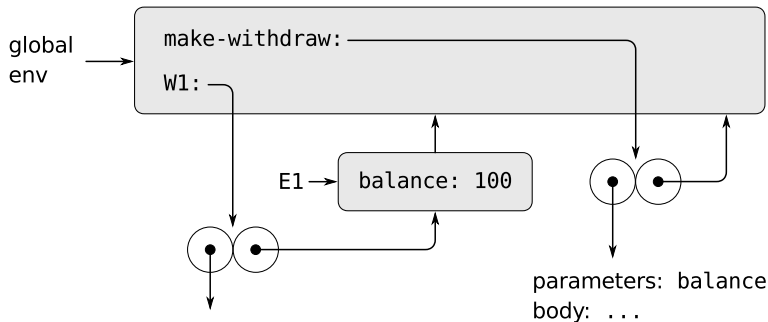 global
env
make-withdraw:
W1:
E1
balance: 100
parameters: balance
body: ...